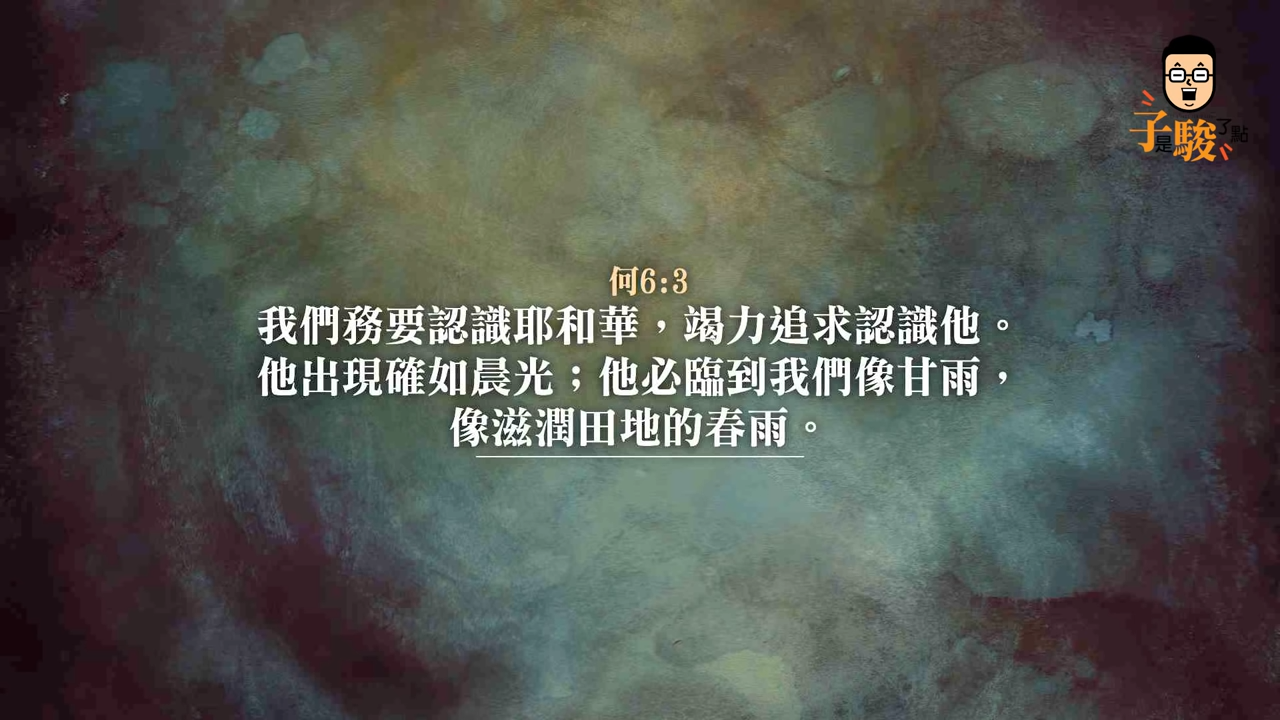 子是駿了點
何6:3
我們務要認識耶和華，竭力追求認識他。
他出現確如晨光；他必臨到我們像甘雨，
像滋潤田地的春雨。